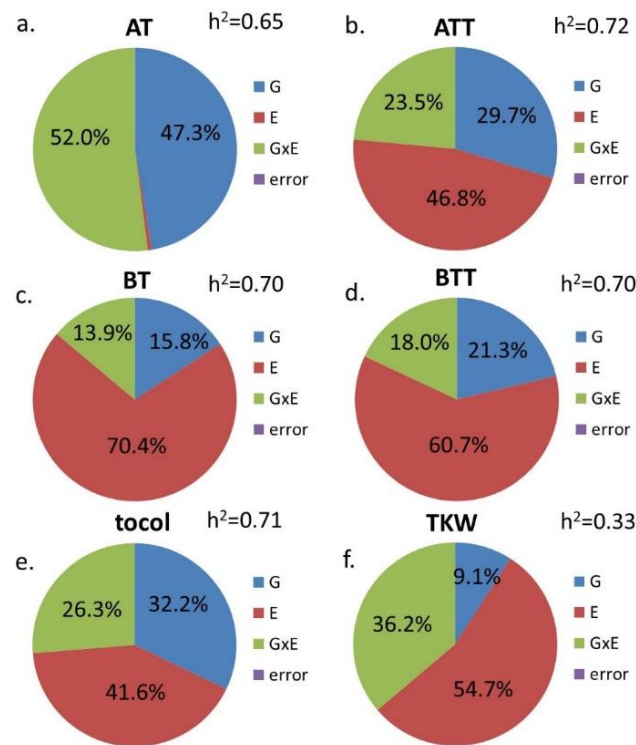 a.
AT
h²=0.65
52.0%
47.3%
G
E
GxE
error
b.
ATT
h²=0.72
23.5%
29.7%
46.8%
G
E
GxE
error
c.
BT
h²=0.70
13.9%
15.8%
70.4%
G
E
GxE
error
d.
BTT
h²=0.70
18.0%
21.3%
60.7%
G
E
GxE
error
e.
tocol
h²=0.71
26.3%
32.2%
41.6%
G
E
GxE
error
f.
TKW
h²=0.33
9.1%
36.2%
54.7%
G
E
GxE
error